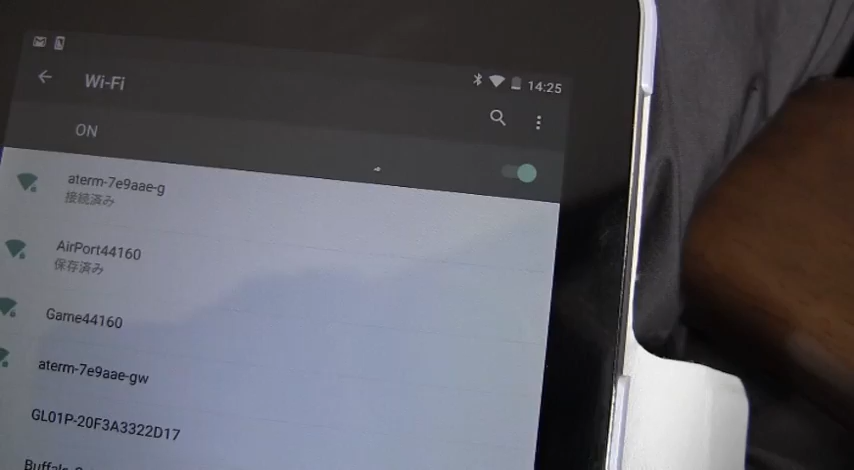 Wi-Fi
14:25
ON
aterm-7e9aae-g
接続済み
AirPort44160
保存済み
Game44160
aterm-7e9aae-gw
GL01P-20F3A3322D17